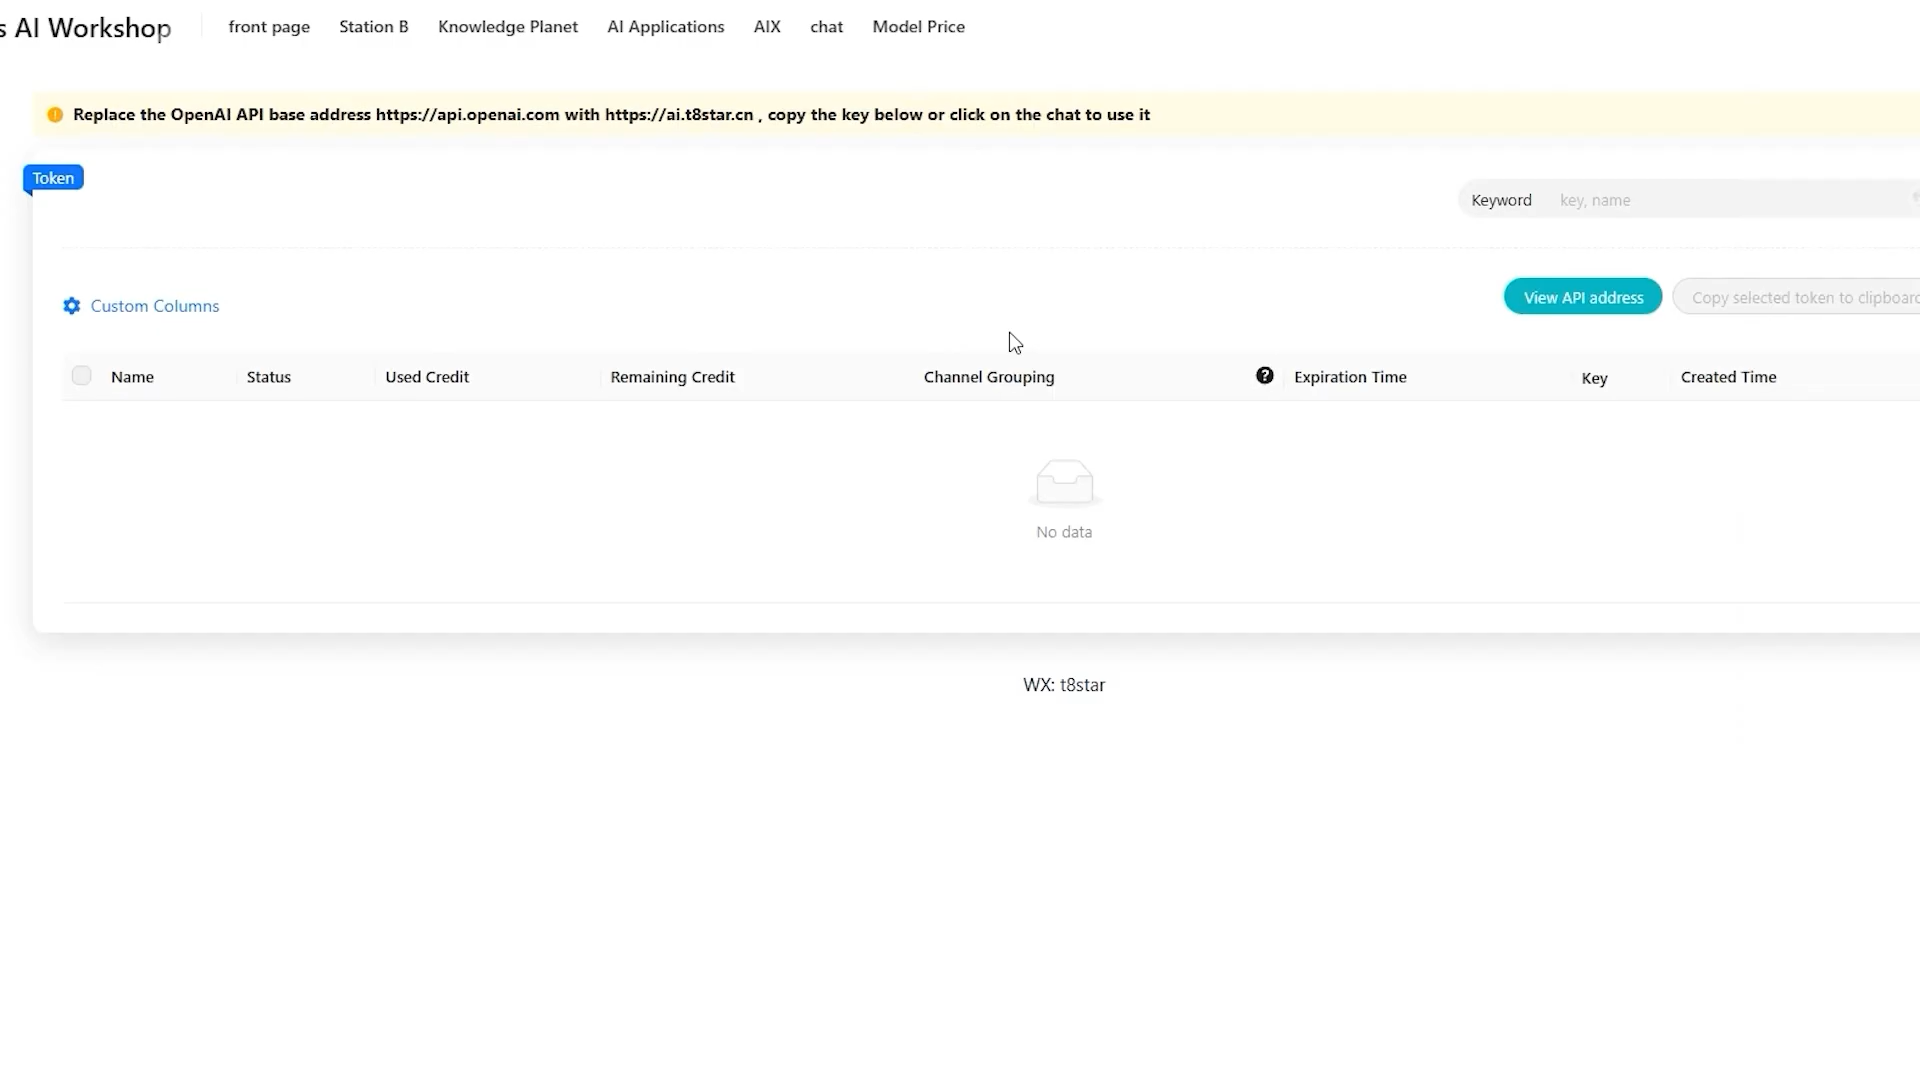 s AI Workshop
front page Station B Knowledge Planet AI Applications AIX chat Model Price
Replace the OpenAI API base address https://api.openai.com with https://ai.t8star.cn , copy the key below or click on the chat to use it
Token
Keyword key, name
Custom Columns
View API address Copy selected token to clipboard
Name Status Used Credit Remaining Credit Channel Grouping Expiration Time Key Created Time
No data
WX: t8star